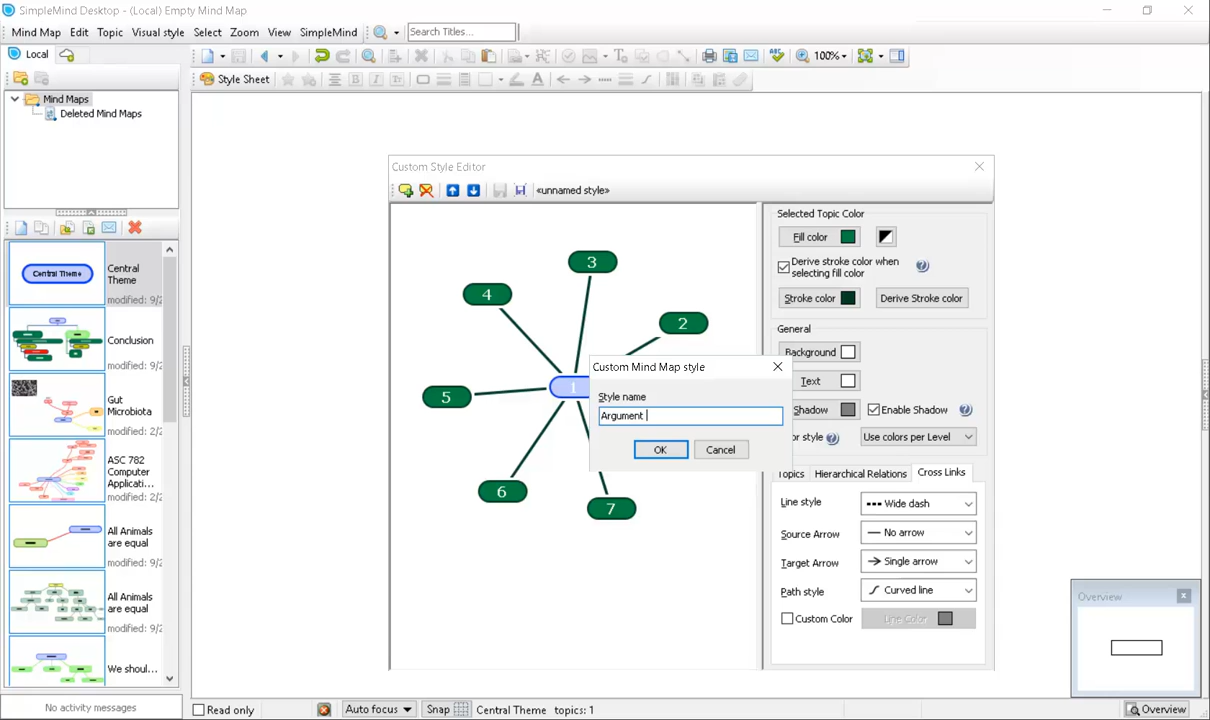 SimpleMind Desktop - (Local) Empty Mind Map
Mind Map Edit Topic Visual style Select Zoom View SimpleMind Search Titles...
Local
100%
Style Sheet
Mind Maps
Deleted Mind Maps
Central Theme
Central
Theme
modified: 9/2
Conclusion
modified: 9/2
Gut
Microbiota
modified: 2/2
ASC 782
Computer
Applicati...
modified: 2/2
All Animals
are equal
modified: 9/2
All Animals
are equal
modified: 9/2
We shoul...
No activity messages
Custom Style Editor
«unnamed style»
3
4
2
5
1
6
7
Custom Mind Map style
Style name
Argument
OK Cancel
Selected Topic Color
Fill color
Derive stroke color when
selecting fill color
Stroke color Derive Stroke color
General
Background
Text
Shadow Enable Shadow
or style Use colors per Level
Topics Hierarchical Relations Cross Links
Line style Wide dash
Source Arrow No arrow
Target Arrow Single arrow
Path style Curved line
Custom Color Line Color
Overview
Read only Auto focus Snap Central Theme topics: 1 Overview